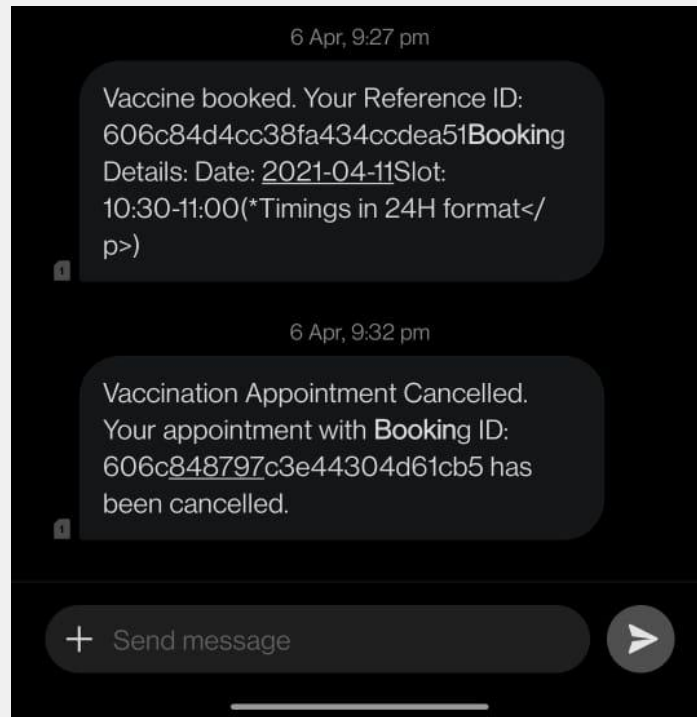 6 Apr, 9:27 pm
Vaccine booked. Your Reference ID:
606c84d4cc38fa434ccdea51Booking
Details: Date: 2021-04-11Slot:
10:30-11:00(*Timings in 24H format</
p>)
1
6 Apr, 9:32 pm
Vaccination Appointment Cancelled.
Your appointment with Booking ID:
606c848797c3e44304d61cb5 has
been cancelled.
1
Send message